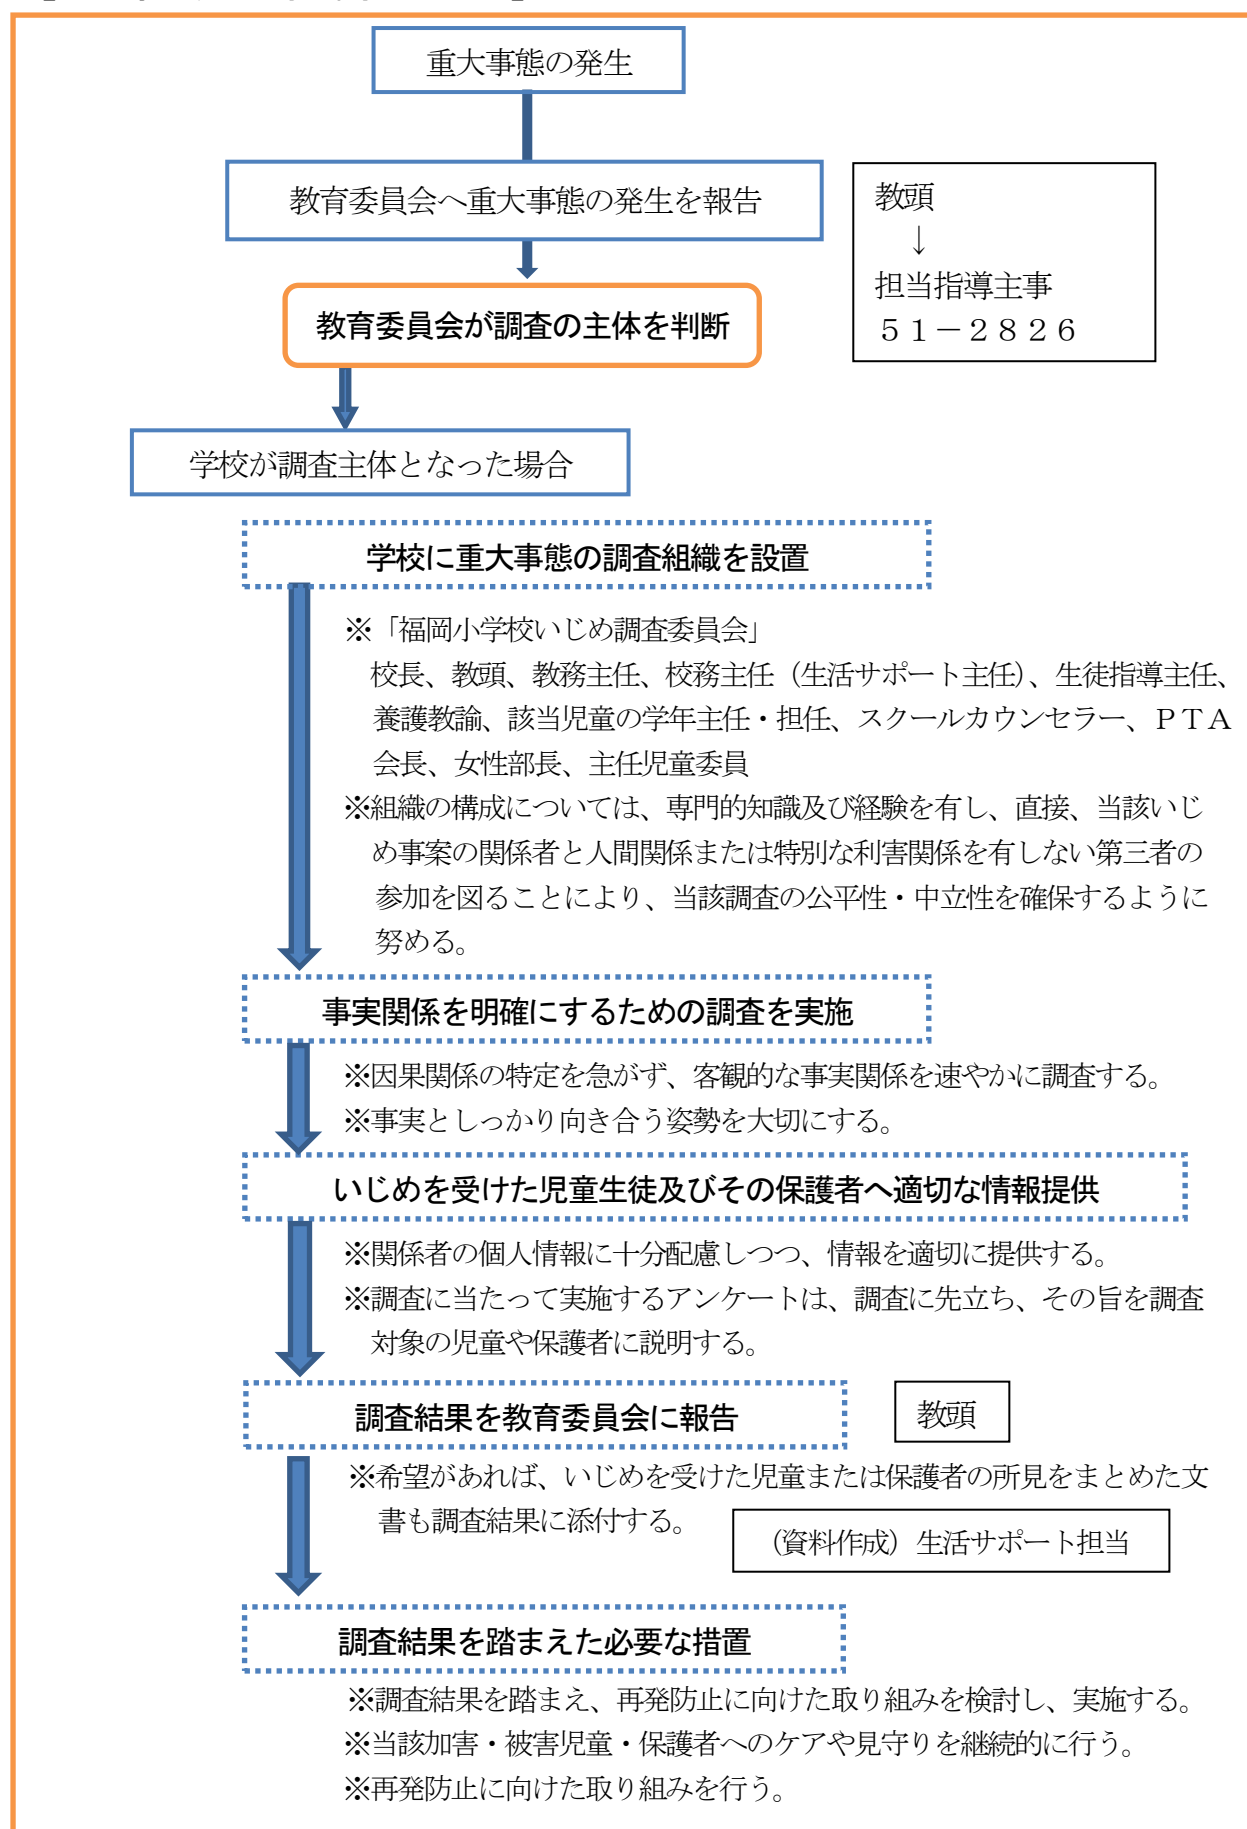 重大事態の発生
教育委員会へ重大事態の発生を報告
教頭
↓
担当指導主事
５１－２８２６
教育委員会が調査の主体を判断
学校が調査主体となった場合
学校に重大事態の調査組織を設置
※「福岡小学校いじめ調査委員会」
校長、教頭、教務主任、校務主任（生活サポート主任）、生徒指導主任、
養護教諭、該当児童の学年主任・担任、スクールカウンセラー、ＰＴＡ
会長、女性部長、主任児童委員
※組織の構成については、専門的知識及び経験を有し、直接、当該いじ
め事案の関係者と人間関係または特別な利害関係を有しない第三者の
参加を図ることにより、当該調査の公平性・中立性を確保するように
努める。
事実関係を明確にするための調査を実施
※因果関係の特定を急がず、客観的な事実関係を速やかに調査する。
※事実としっかり向き合う姿勢を大切にする。
いじめを受けた児童生徒及びその保護者へ適切な情報提供
※関係者の個人情報に十分配慮しつつ、情報を適切に提供する。
※調査に当たって実施するアンケートは、調査に先立ち、その旨を調査
対象の児童や保護者に説明する。
調査結果を教育委員会に報告
教頭
※希望があれば、いじめを受けた児童または保護者の所見をまとめた文
書も調査結果に添付する。
（資料作成）生活サポート担当
調査結果を踏まえた必要な措置
※調査結果を踏まえ、再発防止に向けた取り組みを検討し、実施する。
※当該加害・被害児童・保護者へのケアや見守りを継続的に行う。
※再発防止に向けた取り組みを行う。